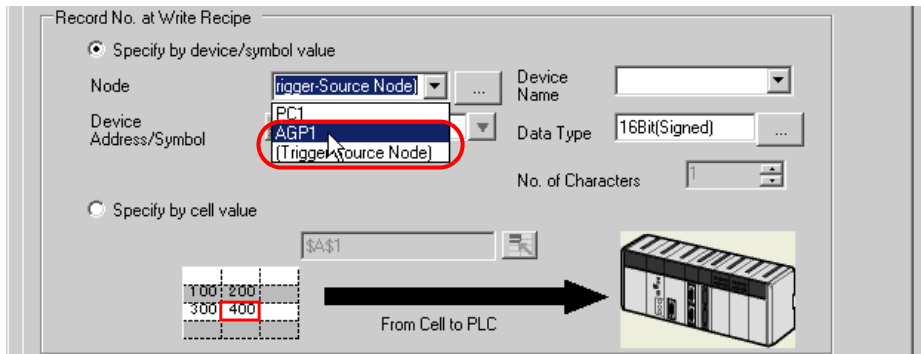 Record No. at Write Recipe
Specify by device/symbol value
Node
rigger-Source Node)
...
Device Name
PC1
AGP1
(Trigger-Source Node)
Device Address/Symbol
Data Type
16Bit(Signed)
...
No. of Characters
1
Specify by cell value
$A$1
100 200
300 400
From Cell to PLC